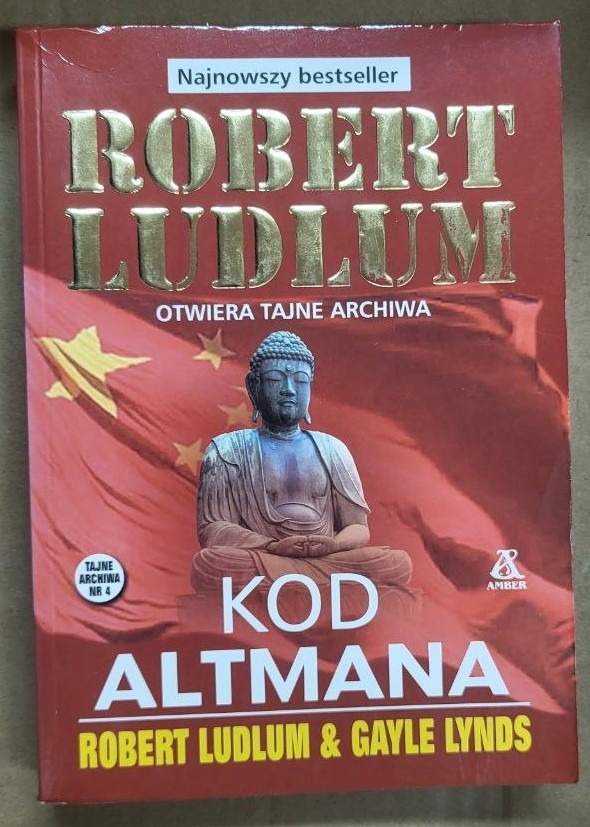 Najnowszy bestseller
ROBERT
LUDLUM
OTWIERA TAJNE ARCHIWA
TAJNE
ARCHIWA
NR 4
AMBER
KOD
ALTMANA
ROBERT LUDLUM & GAYLE LYNDS